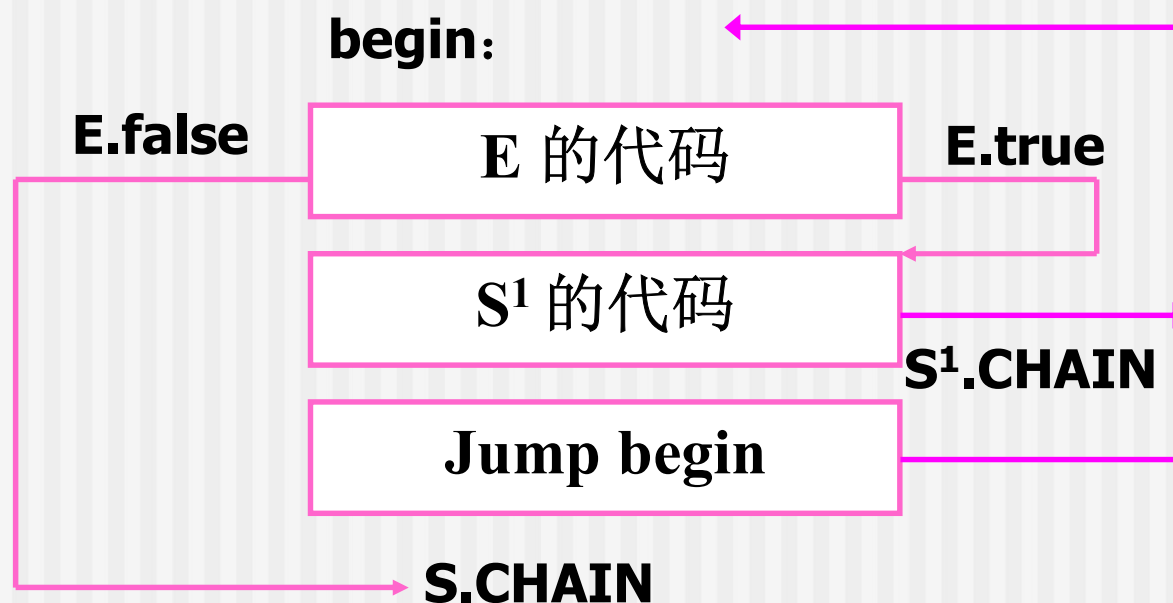 begin：
E.false
E 的代码
E.true
S¹ 的代码
S¹.CHAIN
Jump begin
S.CHAIN